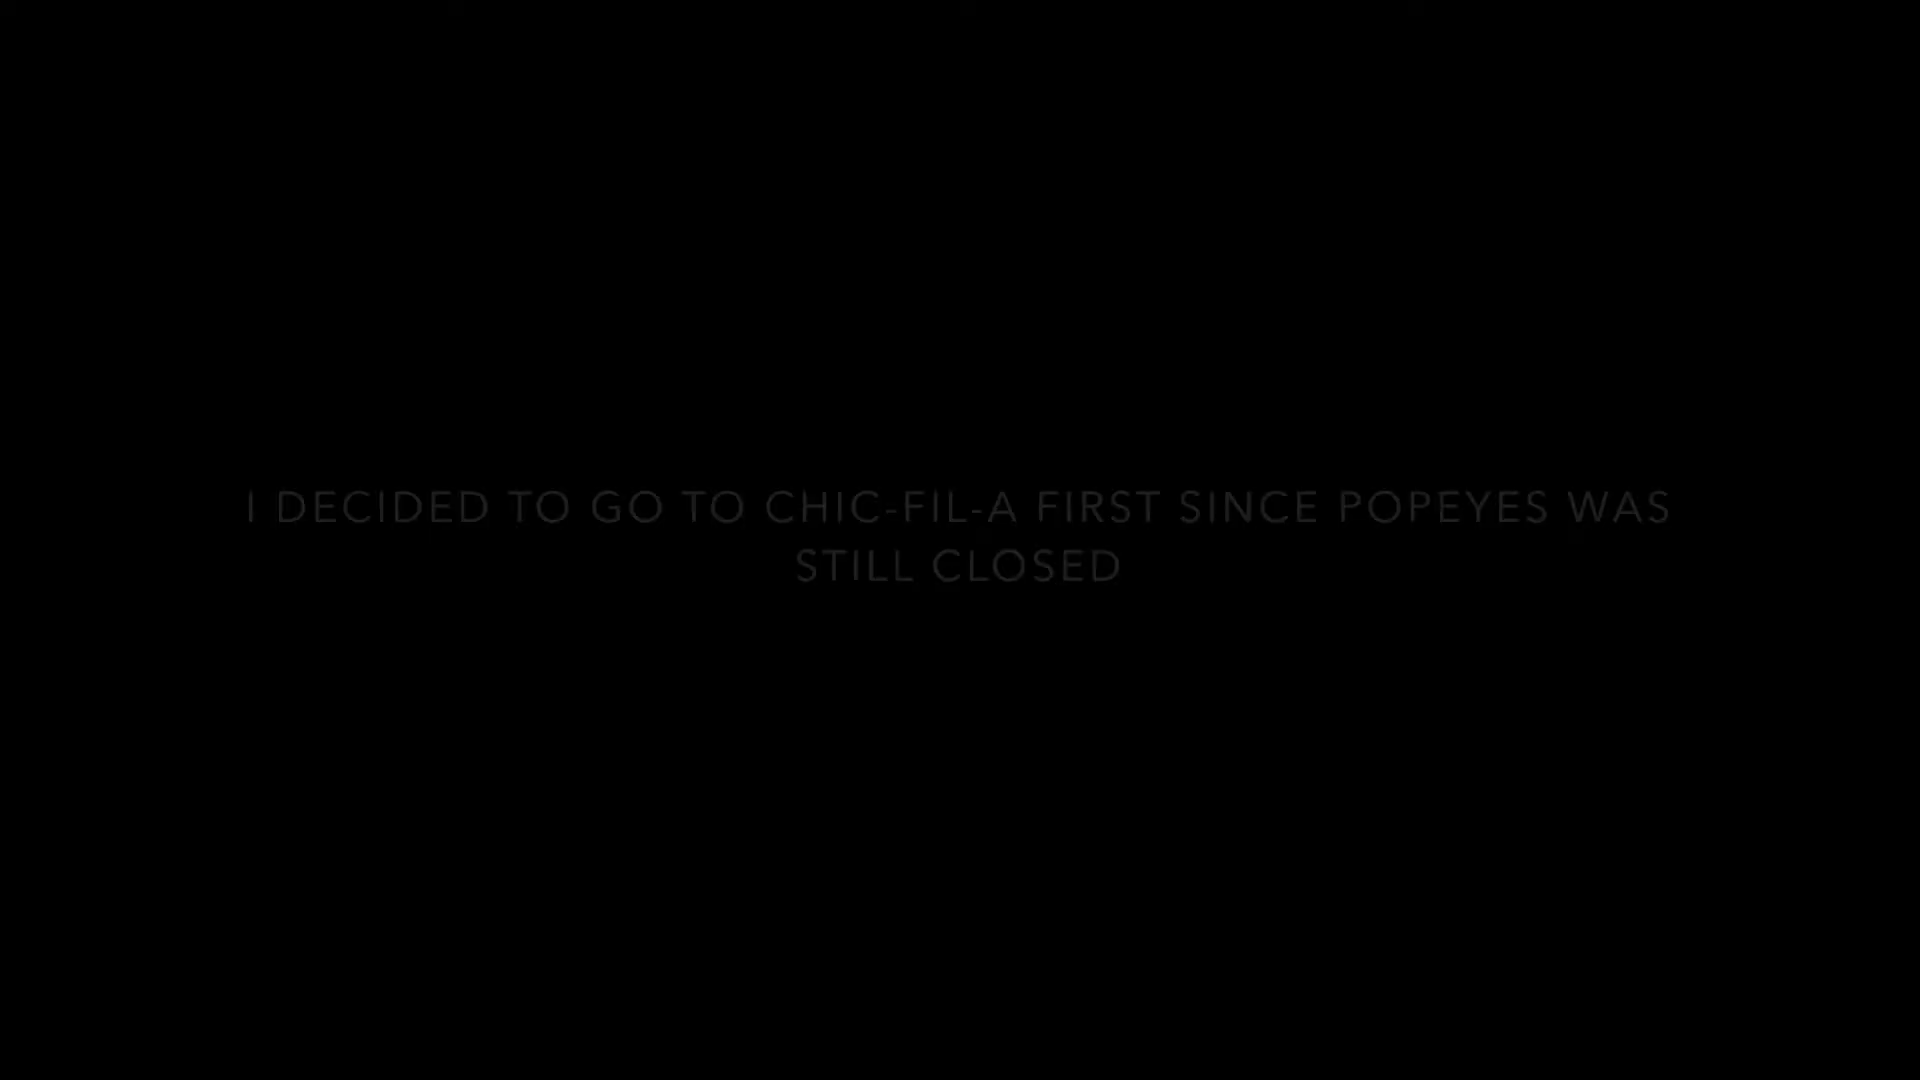 I DECIDED TO GO TO CHIC-FIL-A FIRST SINCE POPEYES WAS
STILL CLOSED